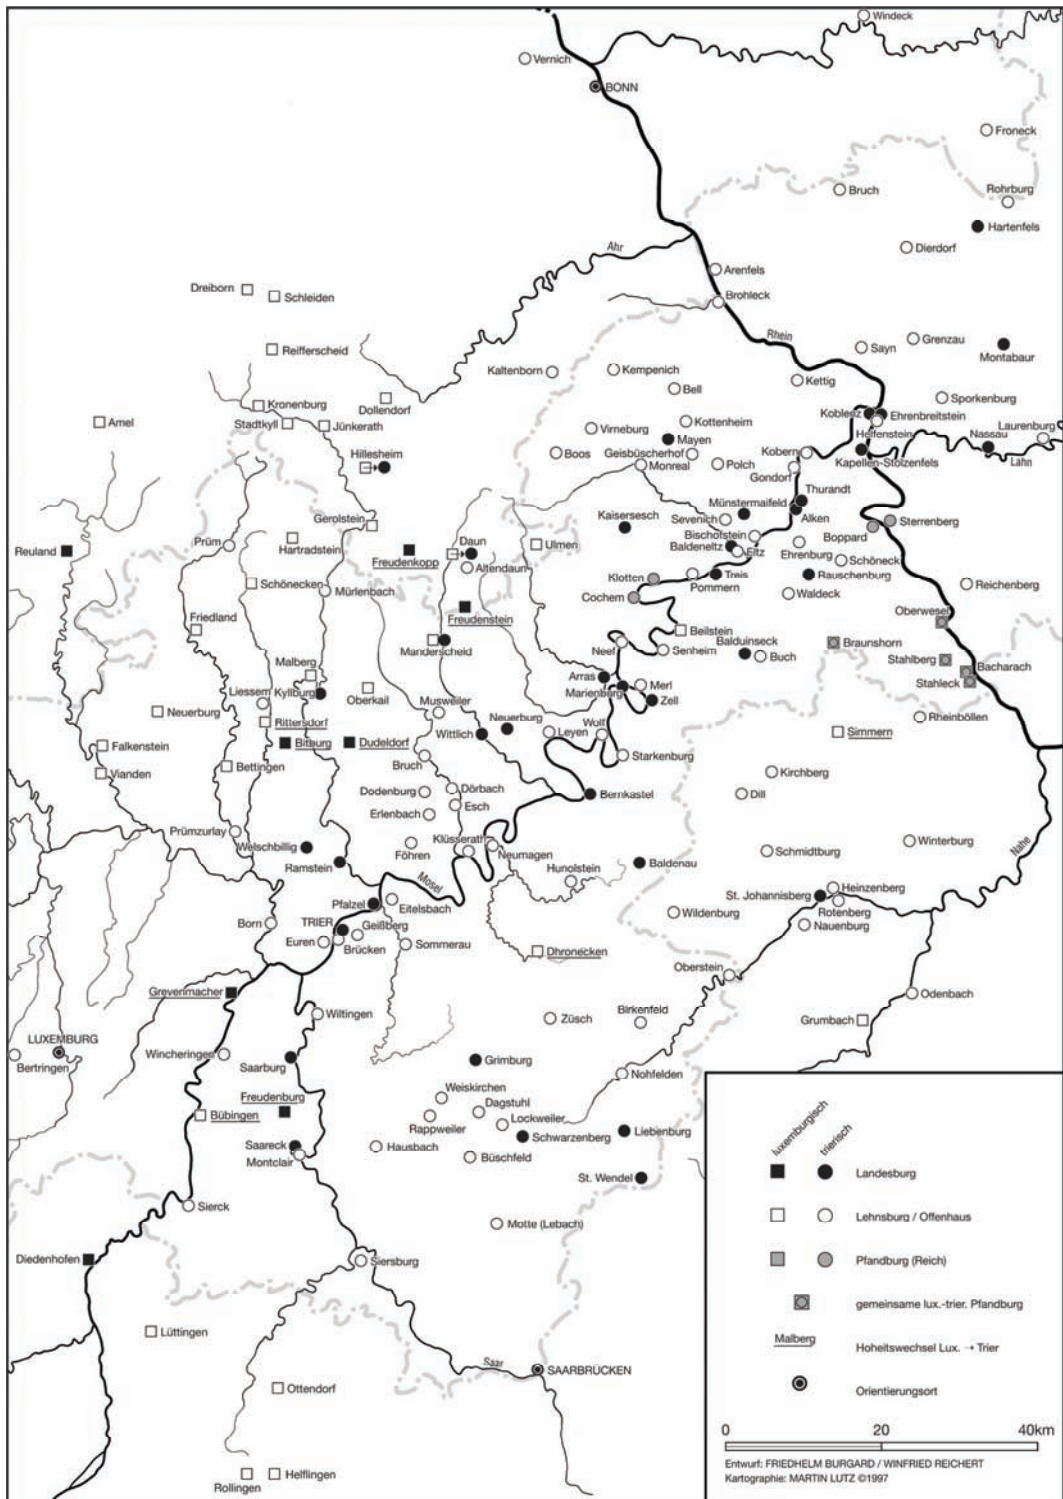 Windeck
Vernich
BONN
Froneck
Bruch
Rohrburg
Hartenfels
Dierdorf
Ahr
Arenfels
Dreiborn
Schleiden
Brohleck
Rhein
Grenzau
Sayn
Montabaur
Reifferscheid
Kaltenborn
Kempenich
Kettig
Bell
Sporkenburg
Kronenburg
Dollendorf
Koblenz
Ehrenbreitstein
Laurenburg
Amel
Stadtkyll
Jünkerath
Virneburg
Kottenheim
Helfenstein
Nassau
Mayen
Lahn
Hillesheim
Boos
Geisbüscherhof
Kobern
Kapellen-Stolzenfels
Monreal
Polch
Gondorf
Thurandt
Münstermaifeld
Gerolstein
Kaisersesch
Sevenich
Alken
Sterrenberg
Boppard
Prüm
Hartradstein
Daun
Ulmen
Bischofstein
Reuland
Freudenkopp
Baldeneltz
Eltz
Ehrenburg
Schöneck
Altendaun
Schönecken
Mürlenbach
Klotten
Treis
Rauschenburg
Reichenberg
Pommern
Cochem
Waldeck
Friedland
Freudenstein
Oberwesel
Manderscheid
Beilstein
Balduinseck
Braunshorn
Neef
Senheim
Buch
Stahlberg
Malberg
Arras
Bacharach
Liessem
Kyllburg
Oberkail
Marienberg
Merl
Stahleck
Zell
Neuerburg
Musweiler
Rheinböllen
Rittersdorf
Neuerburg
Wolf
Leyen
Simmern
Falkenstein
Bitburg
Dudeldorf
Wittlich
Bruch
Starkenburg
Vianden
Bettingen
Kirchberg
Dodenburg
Dörbach
Bernkastel
Dill
Esch
Erlenbach
Prümzurlay
Klüsserath
Winterburg
Nahe
Welschbillig
Föhren
Neumagen
Schmidtburg
Ramstein
Mosel
Hunolstein
Baldenau
Heinzenberg
St. Johannisberg
Pfalzel
Eitelsbach
Rotenberg
Wildenburg
Born
TRIER
Geißberg
Nauenburg
Euren
Brücken
Sommerau
Dhronecken
Oberstein
Grevenmacher
Odenbach
Wiltingen
Züsch
Birkenfeld
Grumbach
LUXEMBURG
Wincheringen
Bertringen
Saarburg
Grimburg
Nohfelden
Weiskirchen
Freudenburg
Dagstuhl
Bübingen
Rappweiler
Lockweiler
Saareck
Hausbach
Schwarzenberg
Liebenburg
Montclair
Büschfeld
St. Wendel
Sierck
Motte (Lebach)
Diedenhofen
Siersburg
Lüttingen
Saar
SAARBRÜCKEN
Ottendorf
Rollingen
Helflingen
luxemburgisch
trierisch
Landesburg
Lehnsburg / Offenhaus
Pfandburg (Reich)
gemeinsame lux.-trier. Pfandburg
Malberg
Hoheitswechsel Lux. → Trier
Orientierungsort
0 20 40km
Entwurf: FRIEDHELM BURGARD / WINFRIED REICHERT
Kartographie: MARTIN LUTZ ©1997